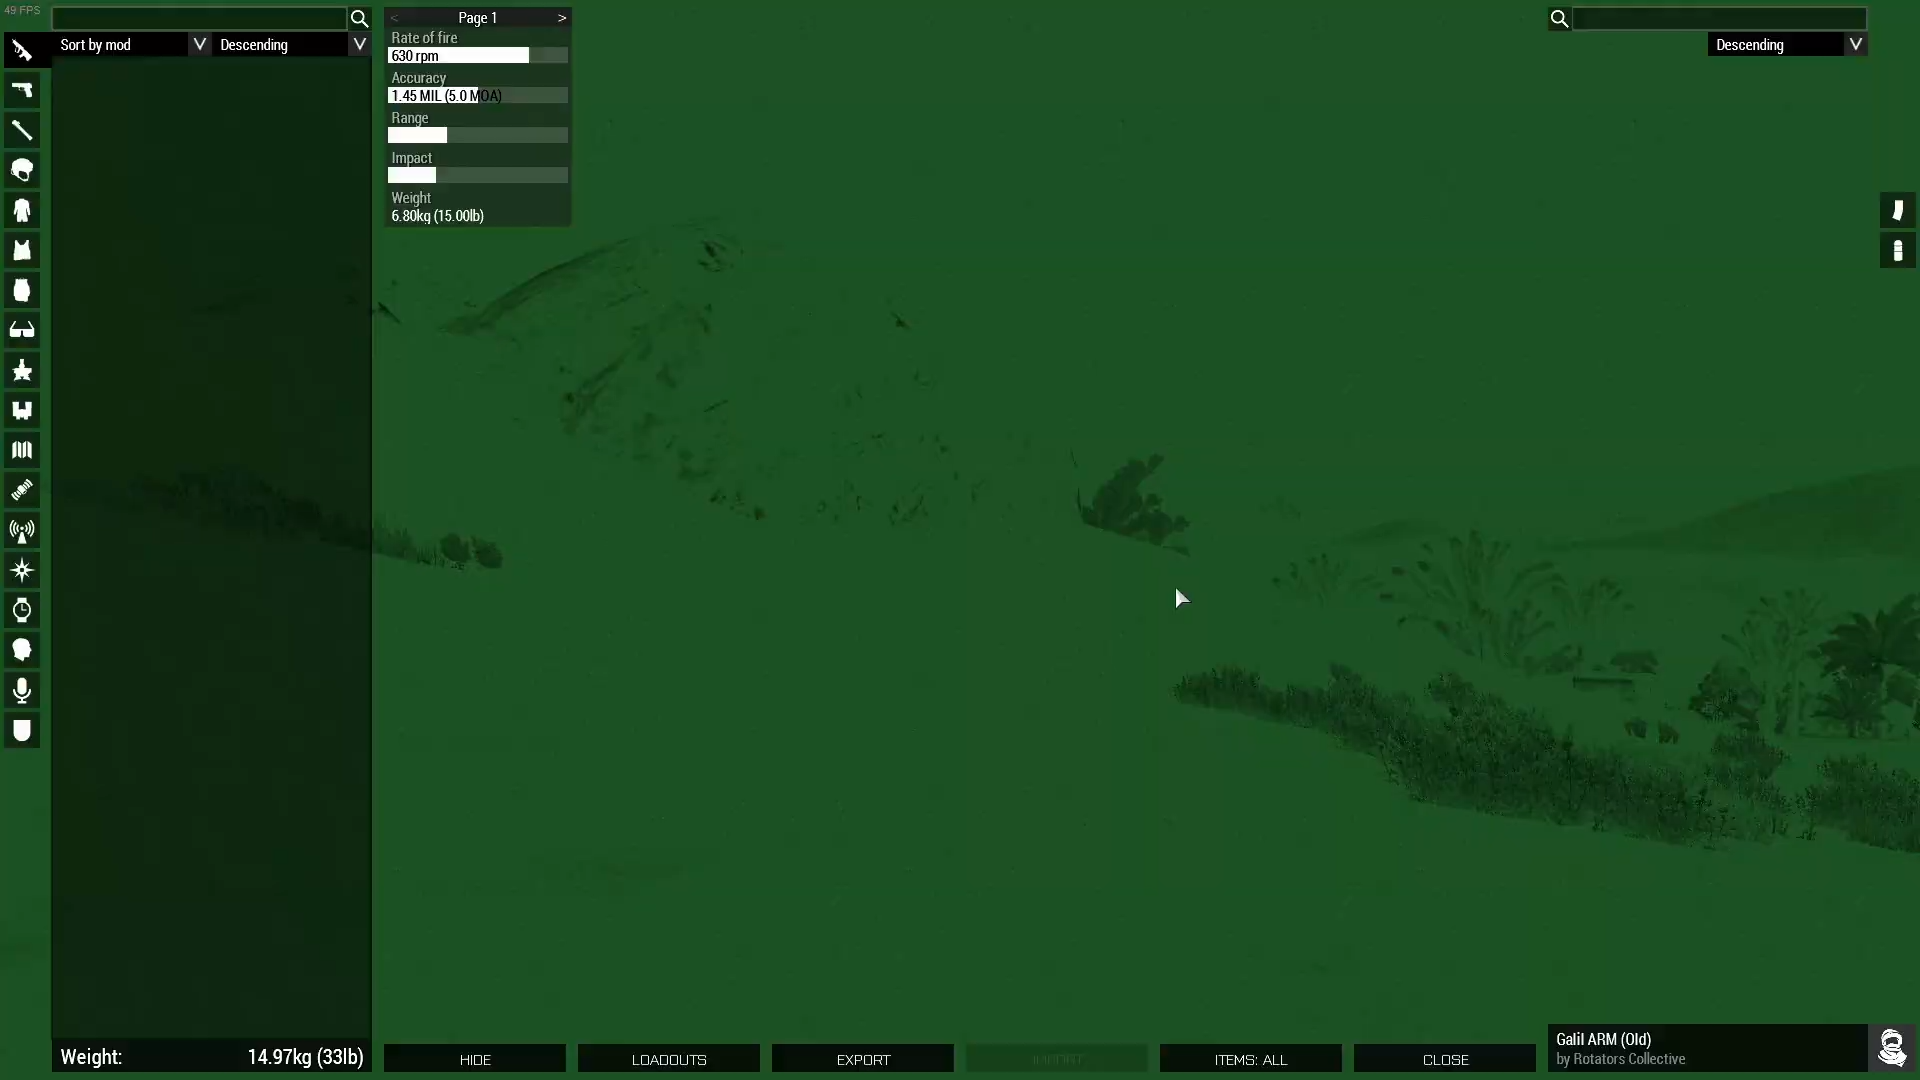 49 FPS
Sort by mod
Descending
< Page 1 >
Rate of fire
630 rpm
Accuracy
1.45 MIL (5.0 MOA)
Range
Impact
Weight
6.80kg (15.00lb)
Descending
Weight: 14.97kg (33lb)
HIDE
LOADOUTS
EXPORT
IMPORT
ITEMS: ALL
CLOSE
Galil ARM (Old)
by Rotators Collective